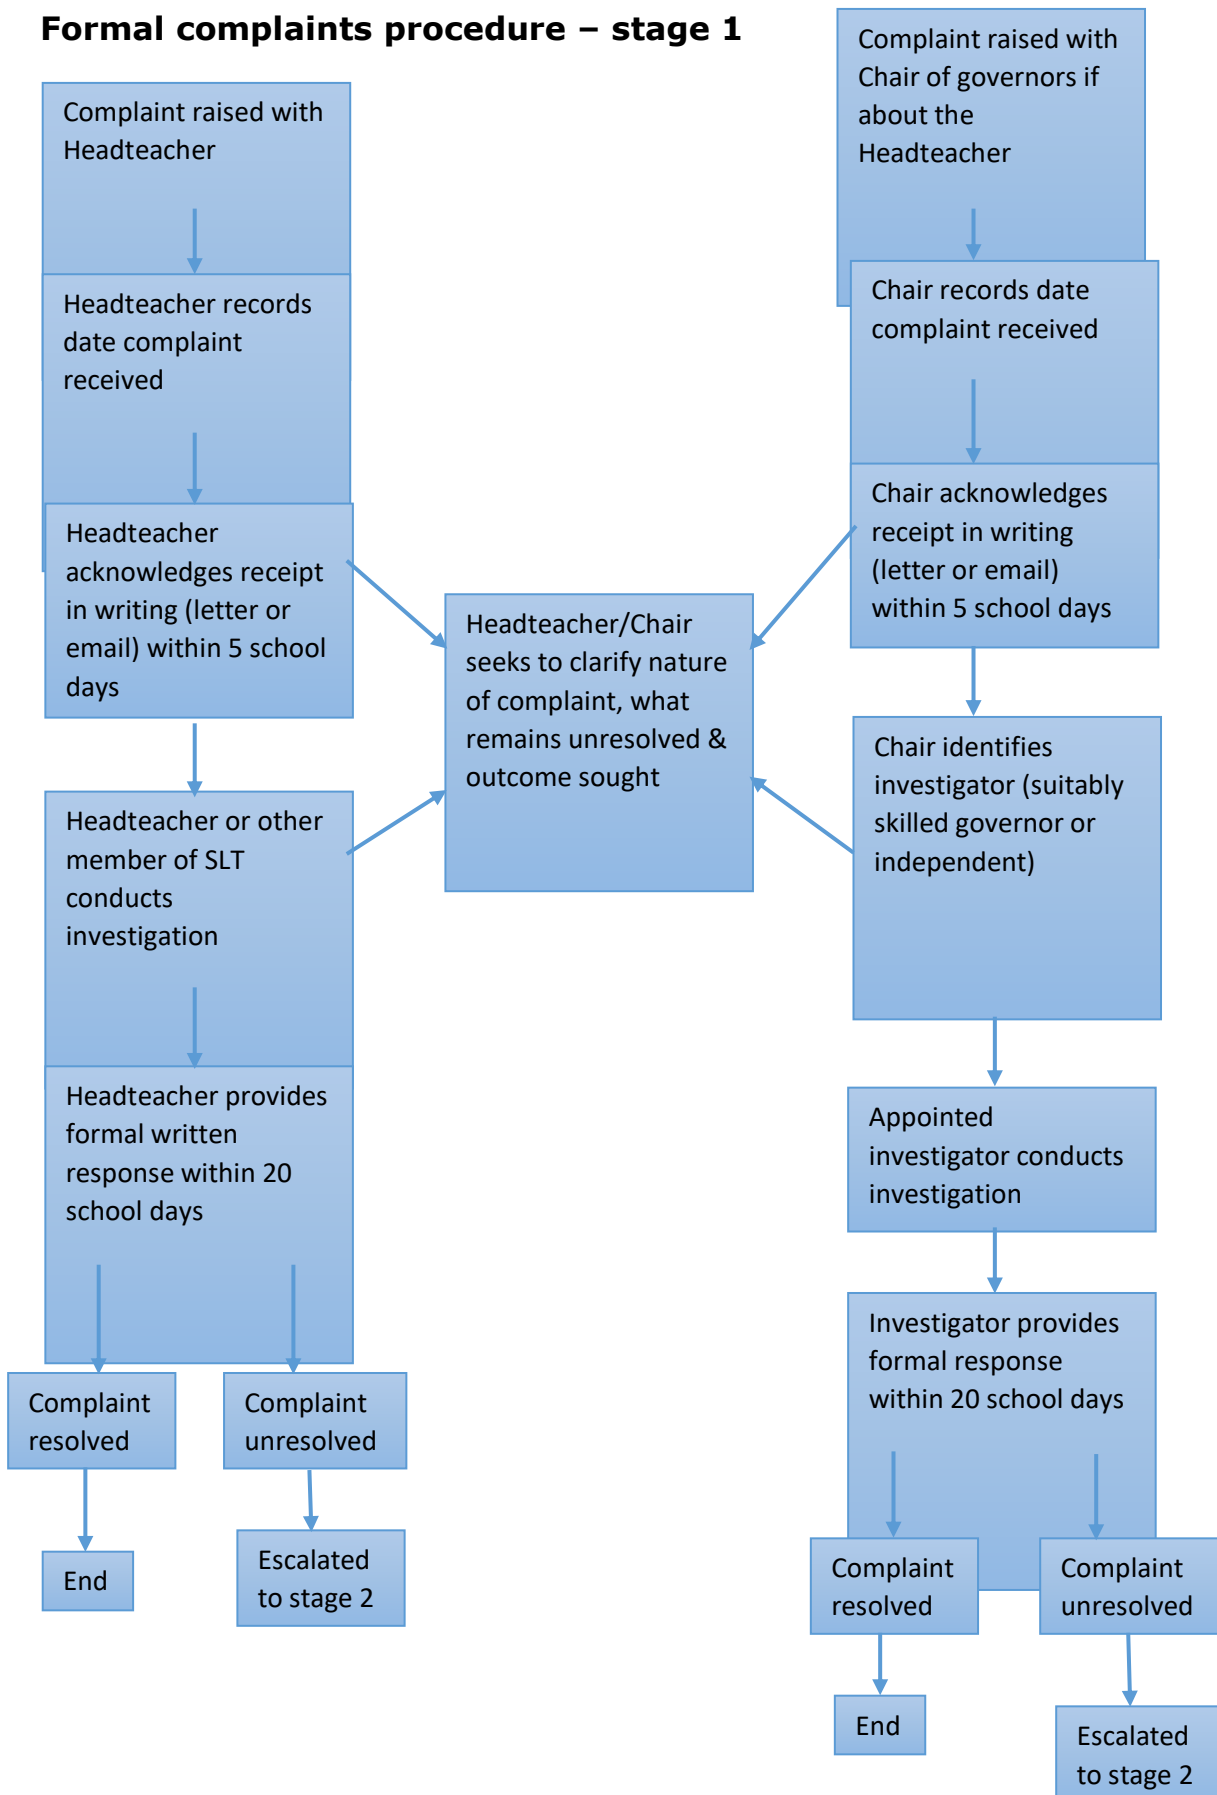 Formal complaints procedure – stage 1
Complaint raised with
Headteacher
Headteacher records
date complaint
received
Headteacher
acknowledges receipt
in writing (letter or
email) within 5 school
days
Headteacher or other
member of SLT
conducts
investigation
Headteacher provides
formal written
response within 20
school days
Complaint
resolved
Complaint
unresolved
End
Escalated
to stage 2
Headteacher/Chair
seeks to clarify nature
of complaint, what
remains unresolved &
outcome sought
Complaint raised with
Chair of governors if
about the
Headteacher
Chair records date
complaint received
Chair acknowledges
receipt in writing
(letter or email)
within 5 school days
Chair identifies
investigator (suitably
skilled governor or
independent)
Appointed
investigator conducts
investigation
Investigator provides
formal response
within 20 school days
Complaint
resolved
Complaint
unresolved
End
Escalated
to stage 2